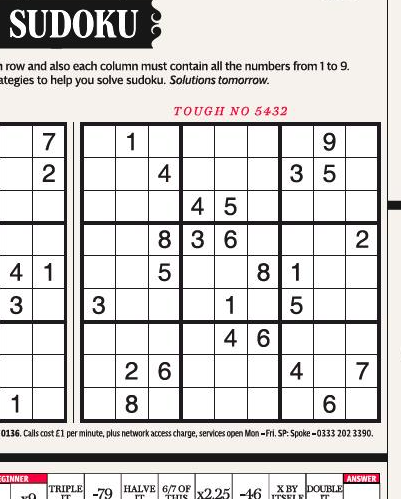 SUDOKU
n row and also each column must contain all the numbers from 1 to 9.
ategies to help you solve sudoku. Solutions tomorrow.
TOUGH NO 5432
7 1 9
2 4 3 5
4 5
8 3 6 2
4 1 5 8 1
3 3 1 5
4 6
2 6 4 7
1 8 6
0136. Calls cost £1 per minute, plus network access charge, services open Mon – Fri. SP: Spoke – 0333 202 3390.
GINNER ANSWER
x9 TRIPLE IT -79 HALVE IT 6/7 OF THIS x2.25 -46 X BY ITSELF DOUBLE IT